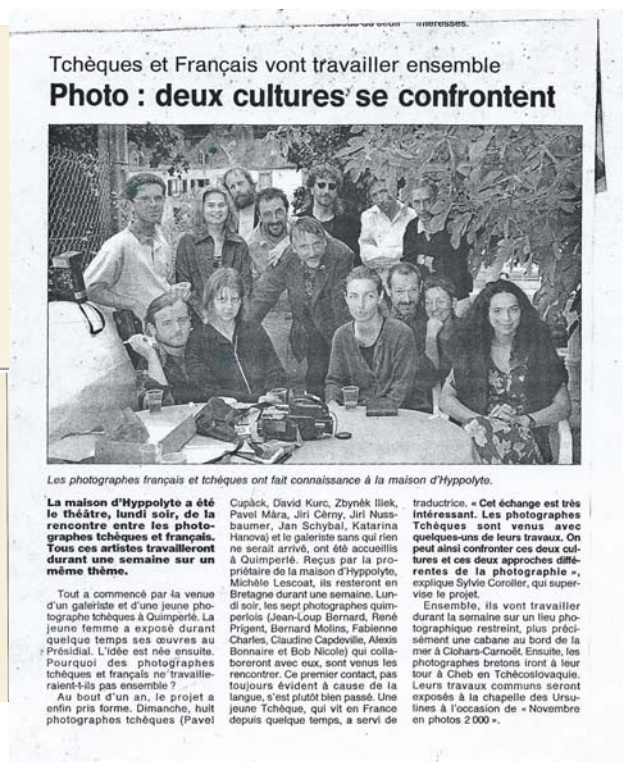 intéressés.
Tchèques et Français vont travailler ensemble
Photo : deux cultures se confrontent
Les photographes français et tchèques ont fait connaissance à la maison d'Hyppolyte.
La maison d'Hyppolyte a été
le théâtre, lundi soir, de la
rencontre entre les photo-
graphes tchèques et français.
Tous ces artistes travailleront
durant une semaine sur un
même thème.
Tout a commencé par la venue
d'un galeriste et d'une jeune pho-
tographe tchèques à Quimperlé. La
jeune femme a exposé durant
quelque temps ses œuvres au
Présidial. L'idée est née ensuite.
Pourquoi des photographes
tchèques et français ne travaille-
raient-t-ils pas ensemble ?
Au bout d'un an, le projet a
enfin pris forme. Dimanche, huit
photographes tchèques (Pavel
Cupàck, David Kurc, Zbynèk Illek,
Pavel Màra, Jiri Cèrny, Jirl Nuss-
baumer, Jan Schybal, Katarina
Hanova) et le galeriste sans qui rien
ne serait arrivé, ont été accueillis
à Quimperlé. Reçus par la pro-
priétaire de la maison d'Hyppolyte,
Michèle Lescoat, ils resteront en
Bretagne durant une semaine. Lun-
di soir, les sept photographes quim-
perlois (Jean-Loup Bernard, René
Prigent, Bernard Molins, Fabienne
Charles, Claudine Capdeville, Alexis
Bonnaire et Bob Nicole) qui colla-
boreront avec eux, sont venus les
rencontrer. Ce premier contact, pas
toujours évident à cause de la
langue, s'est plutôt bien passé. Une
jeune Tchèque, qui vit en France
depuis quelque temps, a servi de
traductrice. « Cet échange est très
intéressant. Les photographes
Tchèques sont venus avec
quelques-uns de leurs travaux. On
peut ainsi confronter ces deux cul-
tures et ces deux approches diffé-
rentes de la photographie »,
explique Sylvie Coroller, qui super-
vise le projet.
Ensemble, ils vont travailler
durant la semaine sur un lieu pho-
tographique restreint, plus préci-
sément une cabane au bord de la
mer à Clohars-Carnoët. Ensuite, les
photographes bretons iront à leur
tour à Cheb en Tchécoslovaquie.
Leurs travaux communs seront
exposés à la chapelle des Ursu-
lines à l'occasion de « Novembre
en photos 2 000 ».